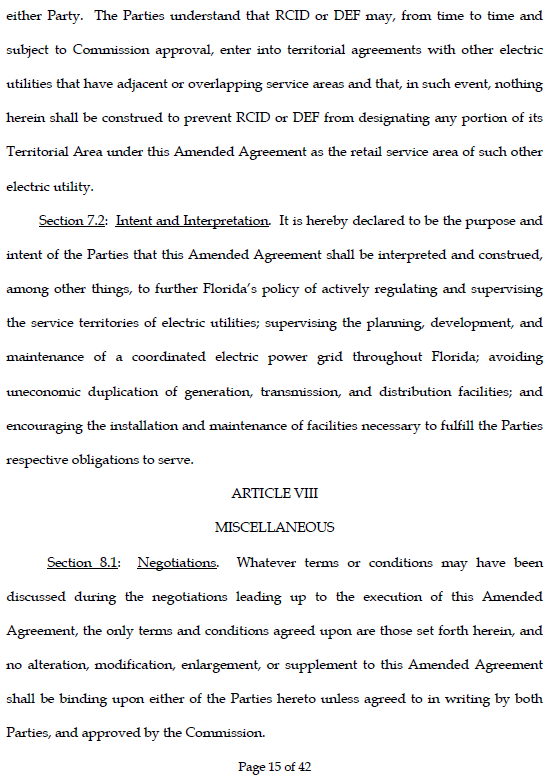 either Party. The Parties understand that RCID or DEF may, from time to time and
subject to Commission approval, enter into territorial agreements with other electric
utilities that have adjacent or overlapping service areas and that, in such event, nothing
herein shall be construed to prevent RCID or DEF from designating any portion of its
Territorial Area under this Amended Agreement as the retail service area of such other
electric utility.
Section 7.2: Intent and Interpretation. It is hereby declared to be the purpose and
intent of the Parties that this Amended Agreement shall be interpreted and construed,
among other things, to further Florida's policy of actively regulating and supervising
the service territories of electric utilities; supervising the planning, development, and
maintenance of a coordinated electric power grid throughout Florida; avoiding
uneconomic duplication of generation, transmission, and distribution facilities; and
encouraging the installation and maintenance of facilities necessary to fulfill the Parties
respective obligations to serve.
ARTICLE VIII
MISCELLANEOUS
Section 8.1: Negotiations. Whatever terms or conditions may have been
discussed during the negotiations leading up to the execution of this Amended
Agreement, the only terms and conditions agreed upon are those set forth herein, and
no alteration, modification, enlargement, or supplement to this Amended Agreement
shall be binding upon either of the Parties hereto unless agreed to in writing by both
Parties, and approved by the Commission.
Page 15 of 42